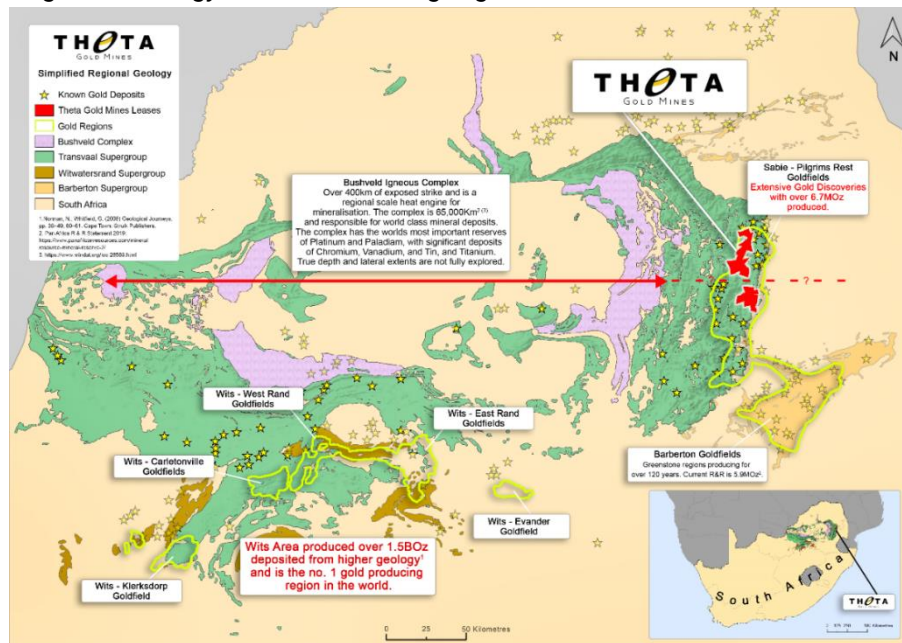 THETA
GOLD MINES
Simplified Regional Geology
Known Gold Deposits
Theta Gold Mines Leases
Gold Regions
Bushveld Complex
Transvaal Supergroup
Witwatersrand Supergroup
Barberton Supergroup
South Africa
THETA
GOLD MINES
N
Bushveld Igneous Complex
Over 400km of exposed strike and is a
regional scale heat engine for
mineralisation. The complex is 65,000Km²
and responsible for world class mineral deposits.
The complex has the worlds most important reserves
of Platinum and Paladiam, with significant deposits
of Chromium, Vanadium, and Tin, and Titanium.
True depth and lateral extents are not fully explored.
Sabie - Pilgrims Rest
Goldfields
Extensive Gold Discoveries
with over 6.7MOz
produced.
?
Wits - West Rand
Goldfields
Wits - East Rand
Goldfields
Wits - Carletonville
Goldfields
Wits - Evander
Goldfield
Wits - Klerksdorp
Goldfield
Wits Area produced over 1.5BOz
deposited from higher geology¹
and is the no. 1 gold producing
region in the world.
Barberton Goldfields
Greenstone regions producing for
over 120 years. Current R&R is 5.9MOz².
0 25 50 Kilometres
South Africa
THETA